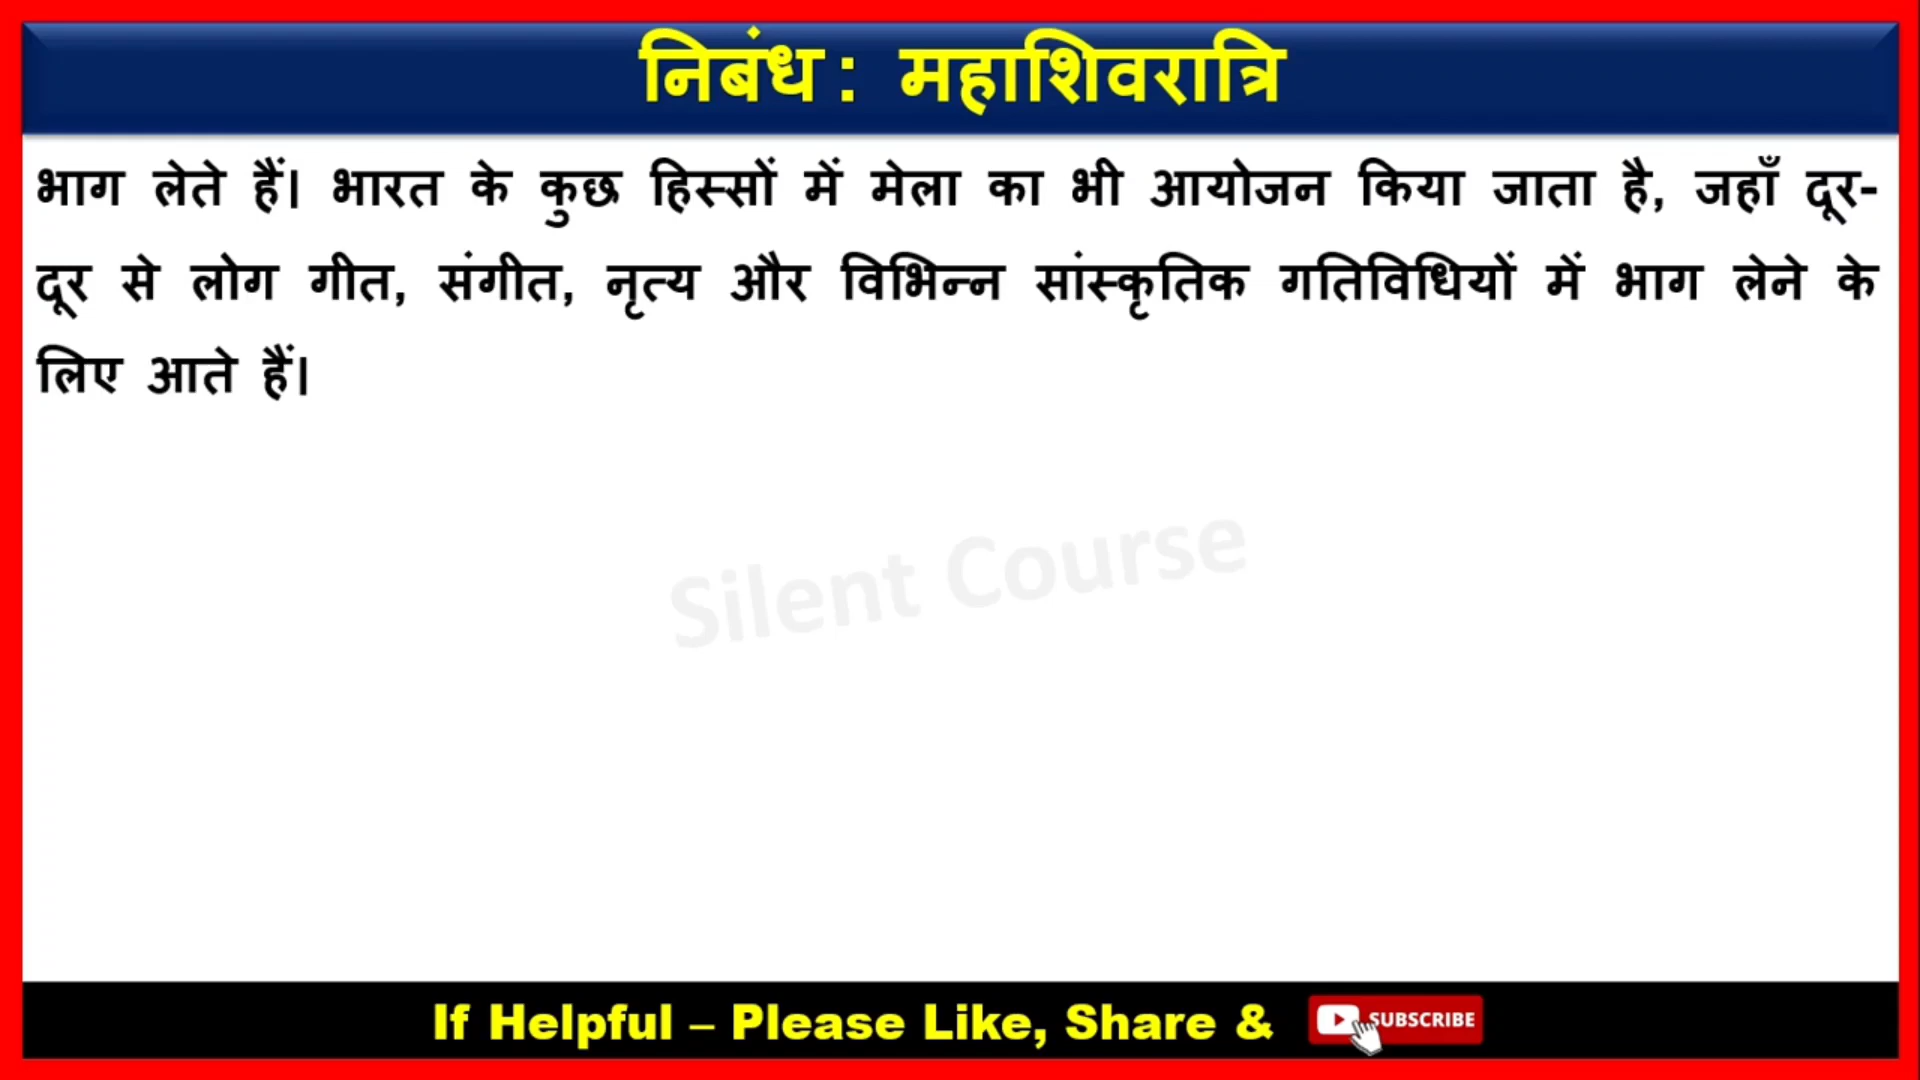 निबंध : महाशिवरात्रि
भाग लेते हैं। भारत के कुछ हिस्सों में मेला का भी आयोजन किया जाता है, जहाँ दूर-
दूर से लोग गीत, संगीत, नृत्य और विभिन्न सांस्कृतिक गतिविधियों में भाग लेने के
लिए आते हैं।
Silent Course
If Helpful – Please Like, Share & SUBSCRIBE